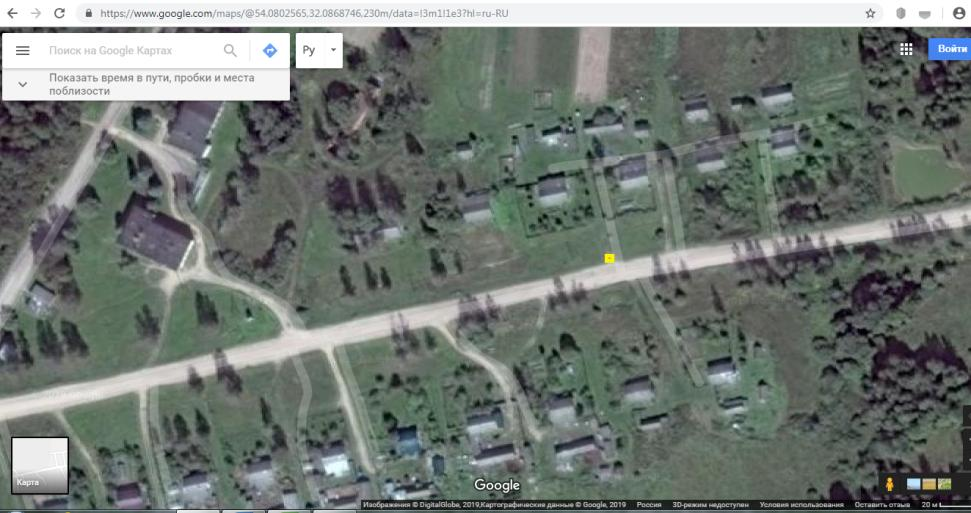 https://www.google.com/maps/@54.0802565,32.0868746,230m/data=!3m1!1e3?hl=ru-RU
Поиск на Google Картах
Ру
Войти
Показать время в пути, пробки и места
поблизости
Карта
Google
Изображения © DigitalGlobe, 2019,Картографические данные © Google, 2019 Россия 3D-режим недоступен Условия использования Оставить отзыв 20 м